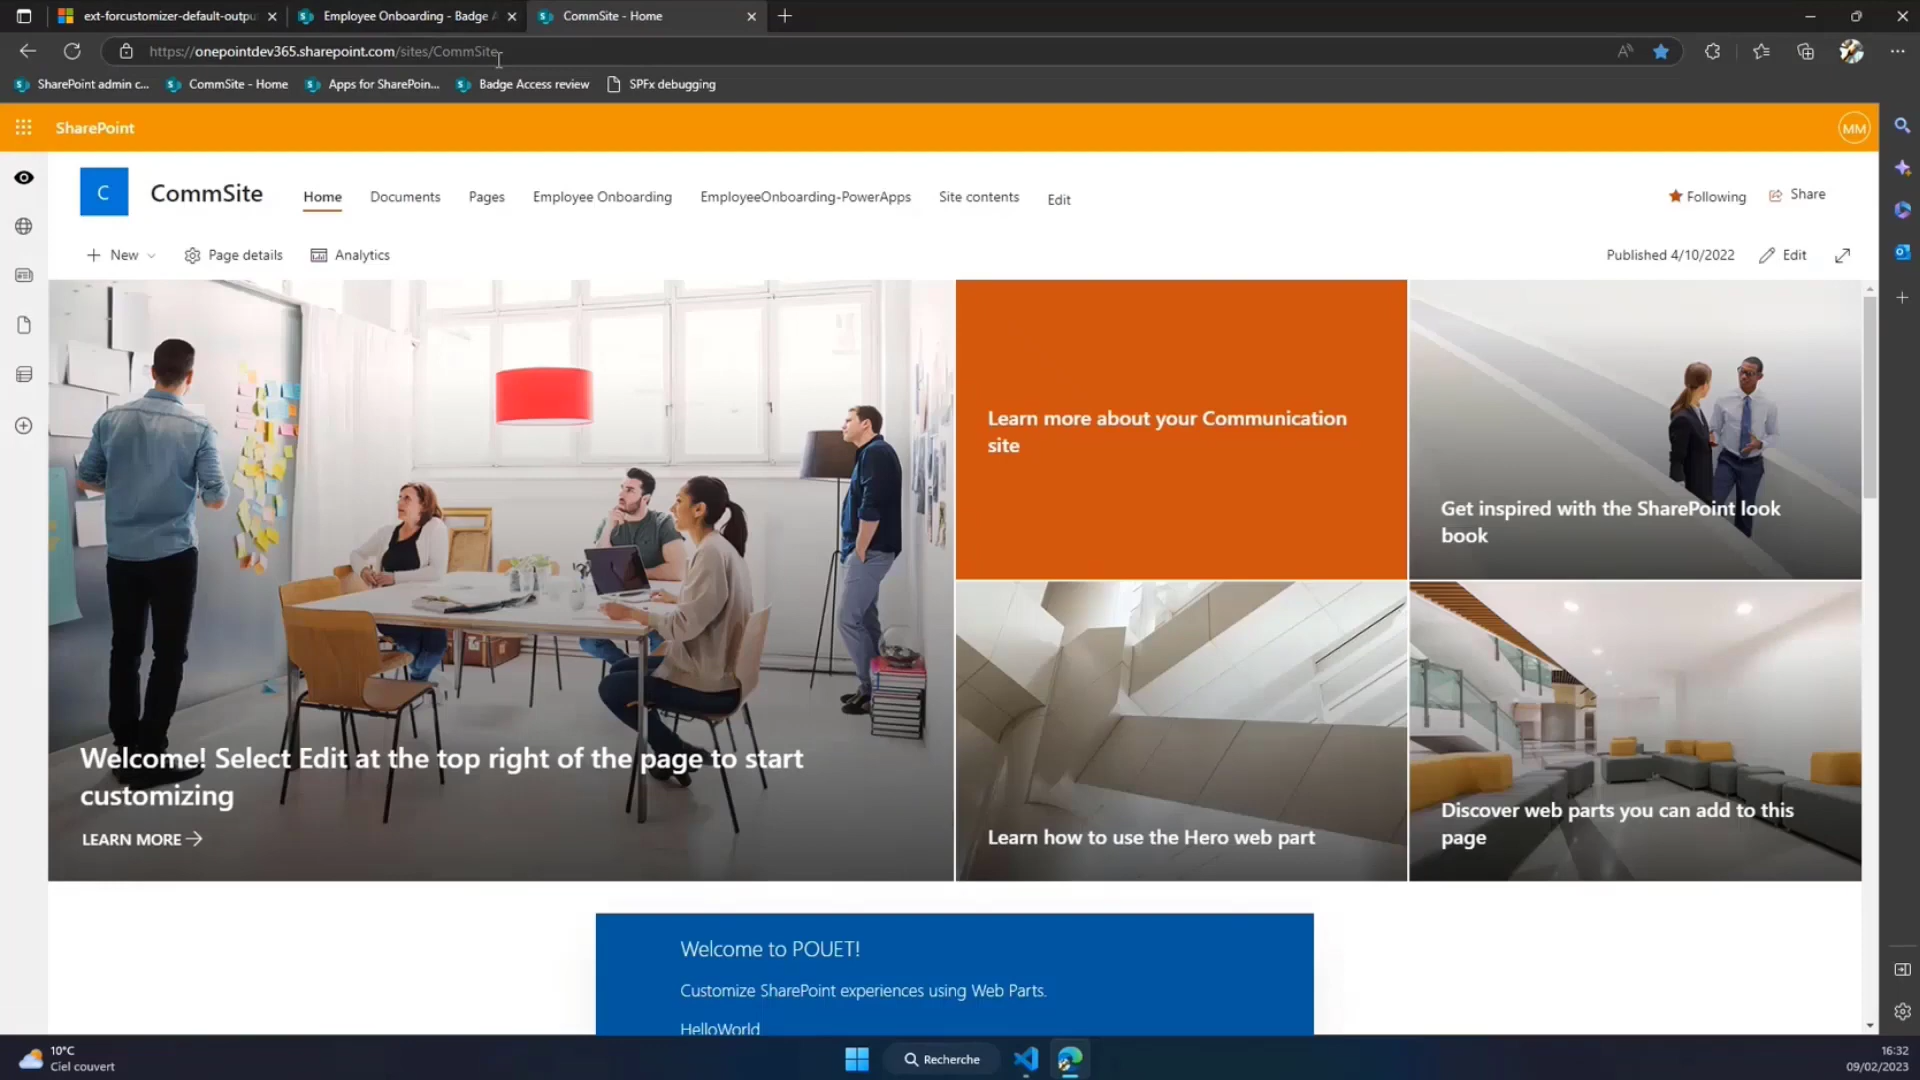 ext-forcustomizer-default-outpu
Employee Onboarding - Badge A
CommSite - Home
https://onepointdev365.sharepoint.com/sites/CommSite
SharePoint admin c...
CommSite - Home
Apps for SharePoin...
Badge Access review
SPFx debugging
SharePoint
MM
C
CommSite
Home
Documents
Pages
Employee Onboarding
EmployeeOnboarding-PowerApps
Site contents
Edit
Following
Share
New
Page details
Analytics
Published 4/10/2022
Edit
Learn more about your Communication
site
Get inspired with the SharePoint look
book
Welcome! Select Edit at the top right of the page to start
customizing
LEARN MORE
Learn how to use the Hero web part
Discover web parts you can add to this
page
Welcome to POUET!
Customize SharePoint experiences using Web Parts.
HelloWorld
10°C
Ciel couvert
Recherche
16:32
09/02/2023